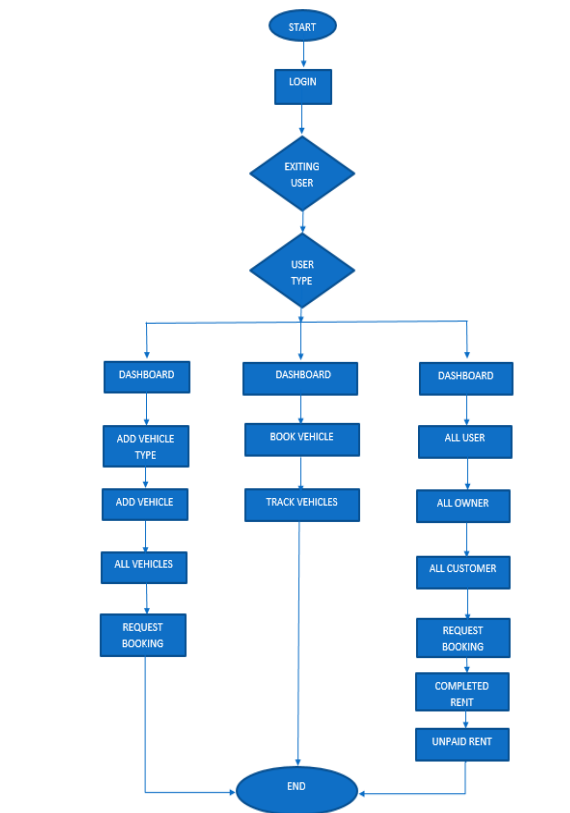 START
LOGIN
EXITING
USER
USER
TYPE
DASHBOARD
ADD VEHICLE
TYPE
ADD VEHICLE
ALL VEHICLES
REQUEST
BOOKING
DASHBOARD
BOOK VEHICLE
TRACK VEHICLES
DASHBOARD
ALL USER
ALL OWNER
ALL CUSTOMER
REQUEST
BOOKING
COMPLETED
RENT
UNPAID RENT
END